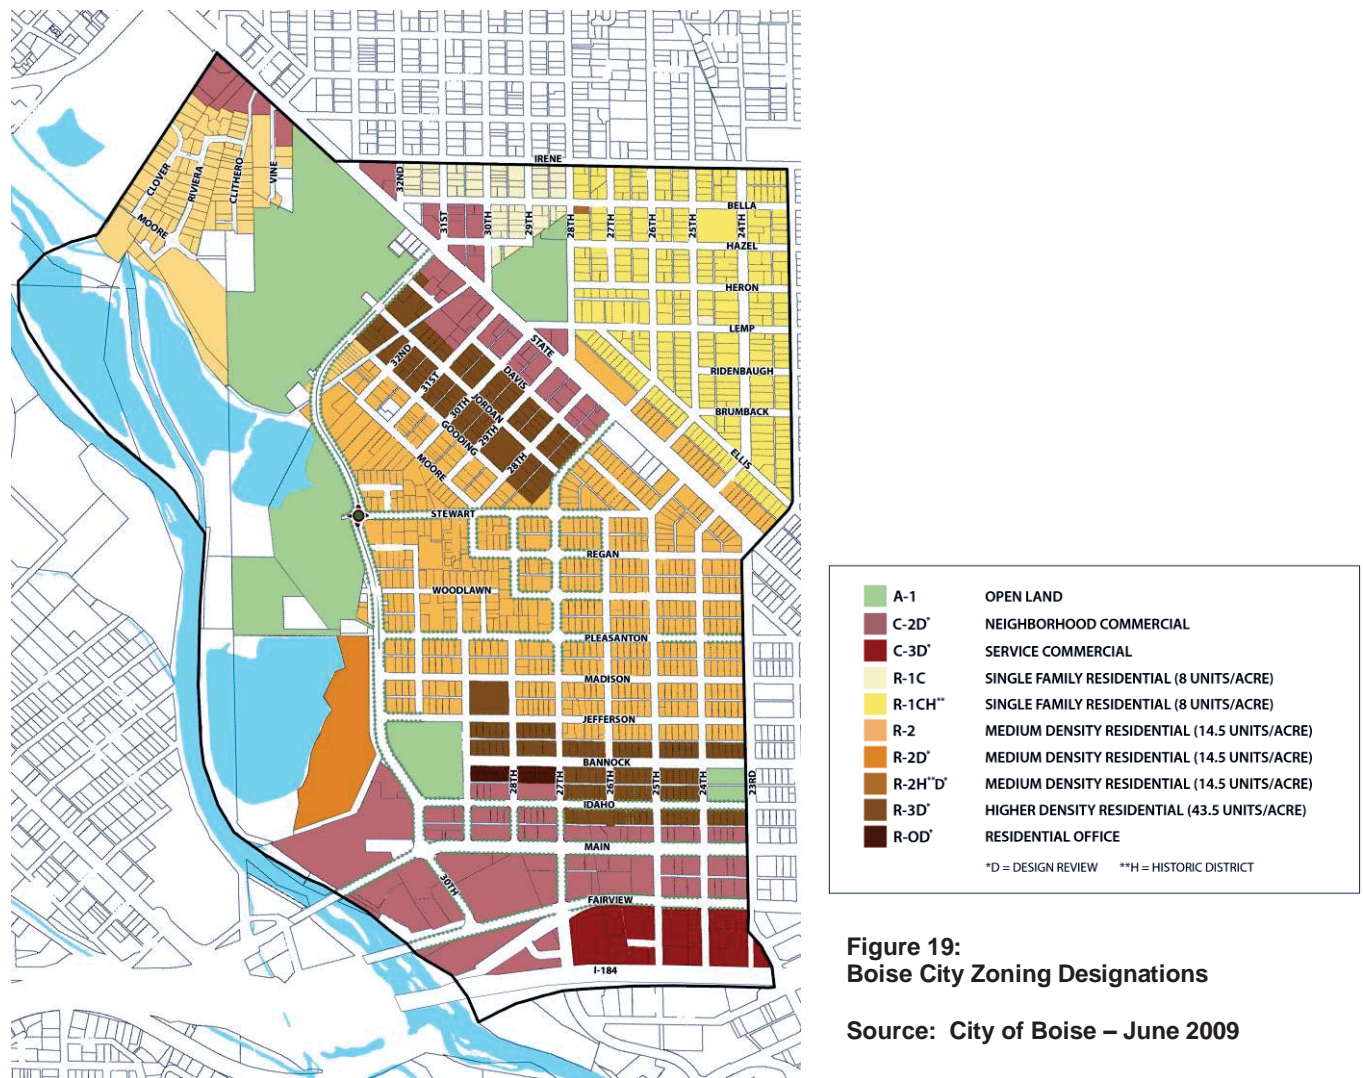 IRENE
32ND
BELLA
CLOVER
RIVIERA
CLITHERO
VINE
MOORE
31ST
30TH
29TH
28TH
27TH
26TH
25TH
24TH
HAZEL
HERON
LEMP
STATE
RIDENBAUGH
32ND
31ST
DAVIS
30TH
JORDAN
BRUMBACK
GOODING
29TH
MOORE
28TH
ELLIS
STEWART
REGAN
WOODLAWN
PLEASANTON
MADISON
JEFFERSON
BANNOCK
28TH
27TH
26TH
25TH
24TH
23RD
IDAHO
MAIN
30TH
FAIRVIEW
I-184
A-1 OPEN LAND
C-2D* NEIGHBORHOOD COMMERCIAL
C-3D* SERVICE COMMERCIAL
R-1C SINGLE FAMILY RESIDENTIAL (8 UNITS/ACRE)
R-1CH** SINGLE FAMILY RESIDENTIAL (8 UNITS/ACRE)
R-2 MEDIUM DENSITY RESIDENTIAL (14.5 UNITS/ACRE)
R-2D* MEDIUM DENSITY RESIDENTIAL (14.5 UNITS/ACRE)
R-2H**D* MEDIUM DENSITY RESIDENTIAL (14.5 UNITS/ACRE)
R-3D* HIGHER DENSITY RESIDENTIAL (43.5 UNITS/ACRE)
R-OD* RESIDENTIAL OFFICE
*D = DESIGN REVIEW **H = HISTORIC DISTRICT
Figure 19:
Boise City Zoning Designations
Source: City of Boise – June 2009